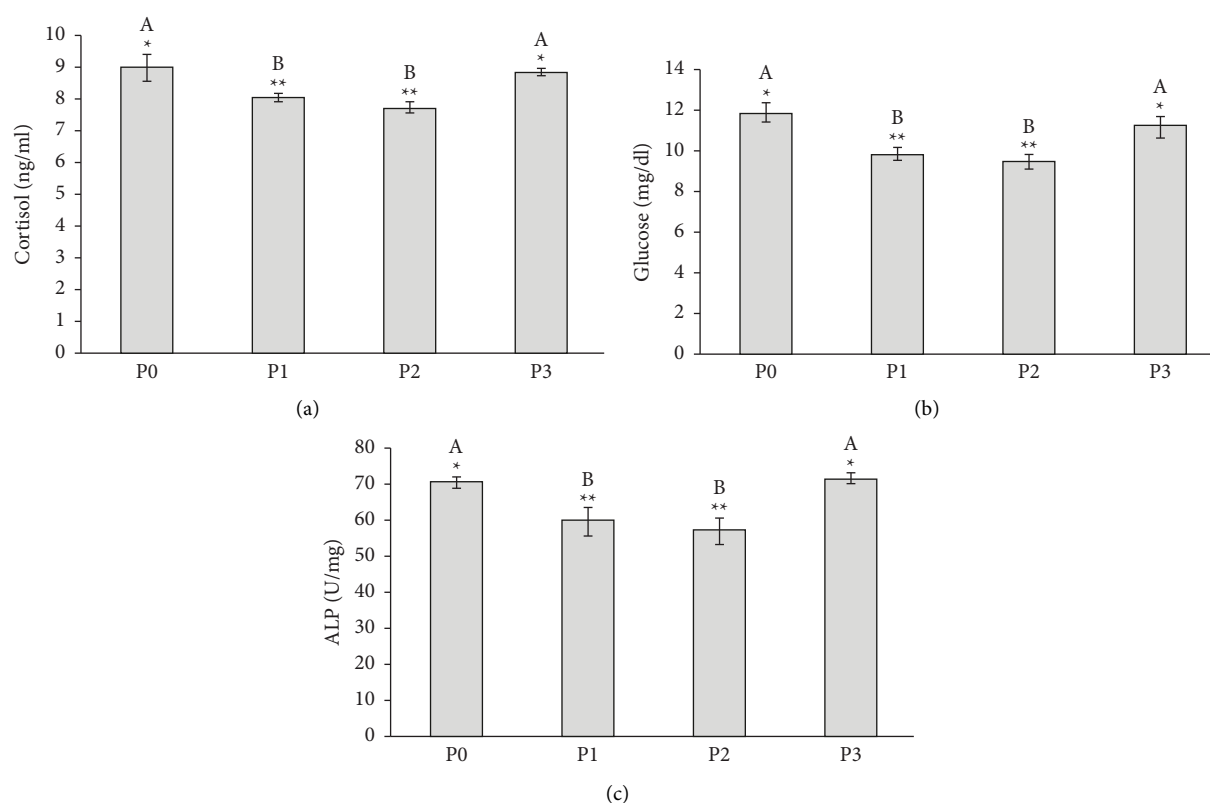 10
9
8
7
6
5
4
3
2
1
0
Cortisol (ng/ml)
A
*
B
**
B
**
A
*
P0 P1 P2 P3
(a)
14
12
10
8
6
4
2
0
Glucose (mg/dl)
A
*
B
**
B
**
A
*
P0 P1 P2 P3
(b)
80
70
60
50
40
30
20
10
0
ALP (U/mg)
A
*
B
**
B
**
A
*
P0 P1 P2 P3
(c)